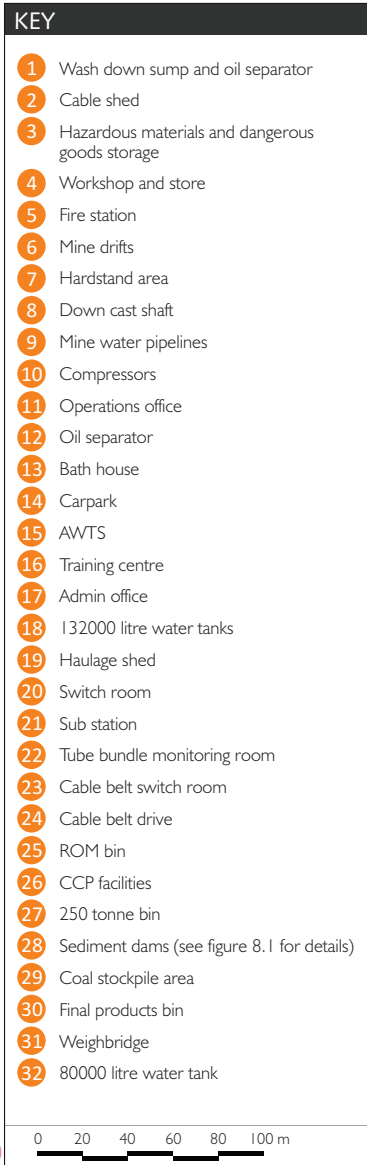 KEY
1 Wash down sump and oil separator
2 Cable shed
3 Hazardous materials and dangerous
goods storage
4 Workshop and store
5 Fire station
6 Mine drifts
7 Hardstand area
8 Down cast shaft
9 Mine water pipelines
10 Compressors
11 Operations office
12 Oil separator
13 Bath house
14 Carpark
15 AWTS
16 Training centre
17 Admin office
18 132000 litre water tanks
19 Haulage shed
20 Switch room
21 Sub station
22 Tube bundle monitoring room
23 Cable belt switch room
24 Cable belt drive
25 ROM bin
26 CCP facilities
27 250 tonne bin
28 Sediment dams (see figure 8.1 for details)
29 Coal stockpile area
30 Final products bin
31 Weighbridge
32 80000 litre water tank
0 20 40 60 80 100 m